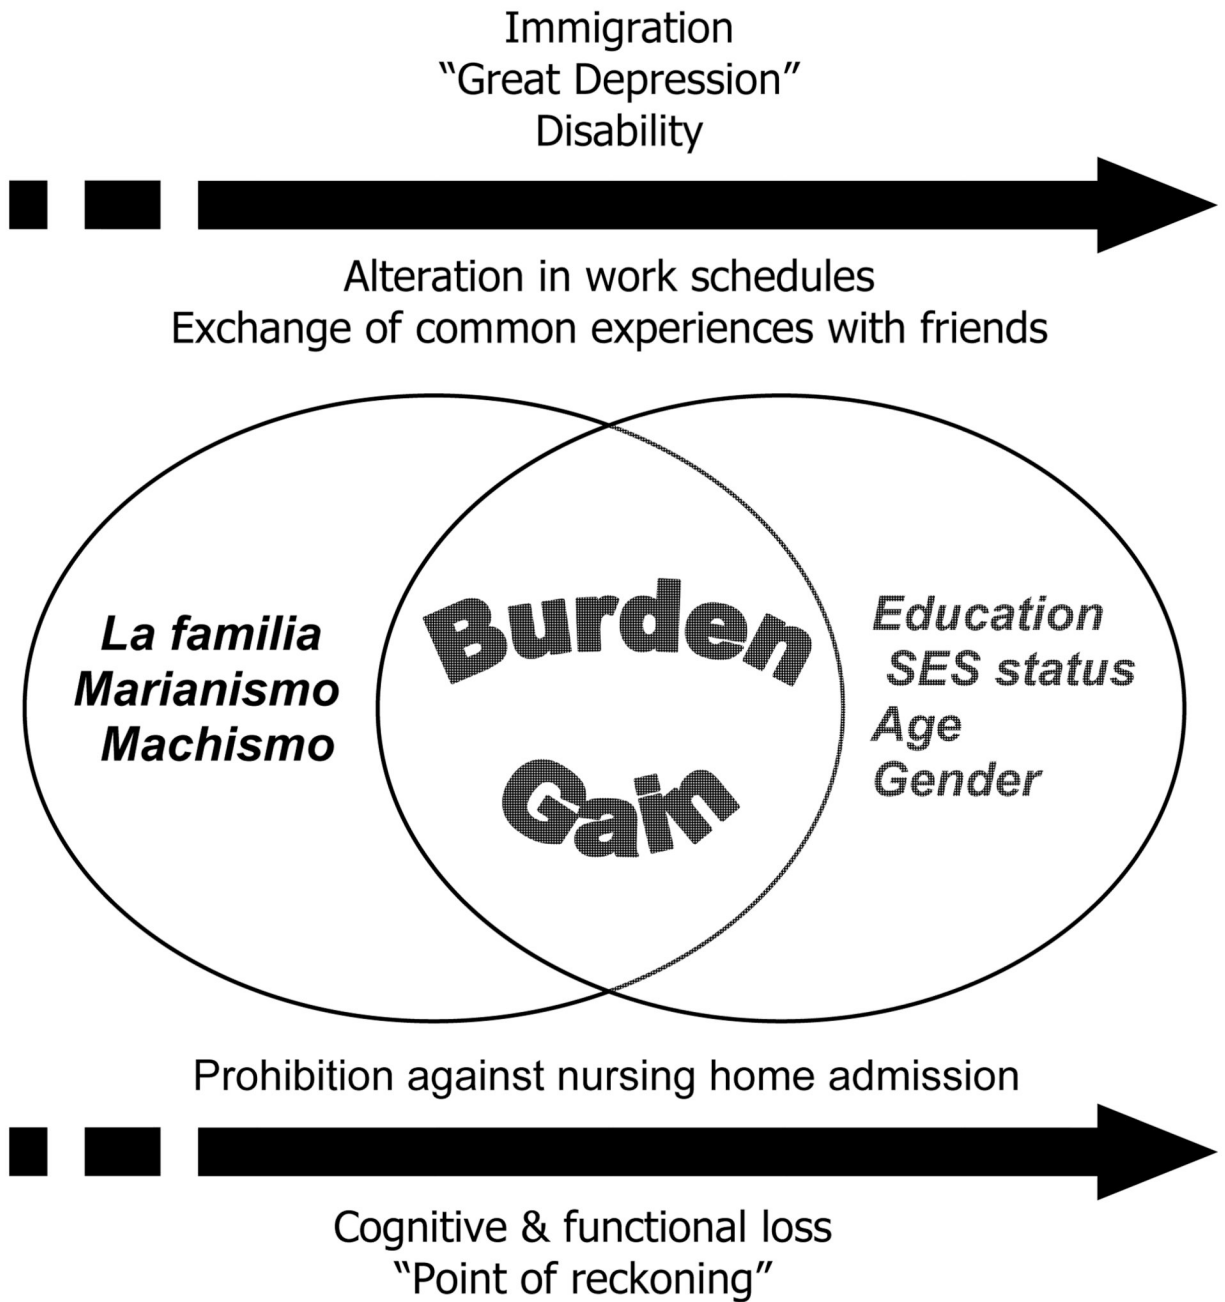 Immigration
“Great Depression”
Disability
Alteration in work schedules
Exchange of common experiences with friends
La familia
Marianismo
Machismo
Burden
Gain
Education
SES status
Age
Gender
Prohibition against nursing home admission
Cognitive & functional loss
“Point of reckoning”